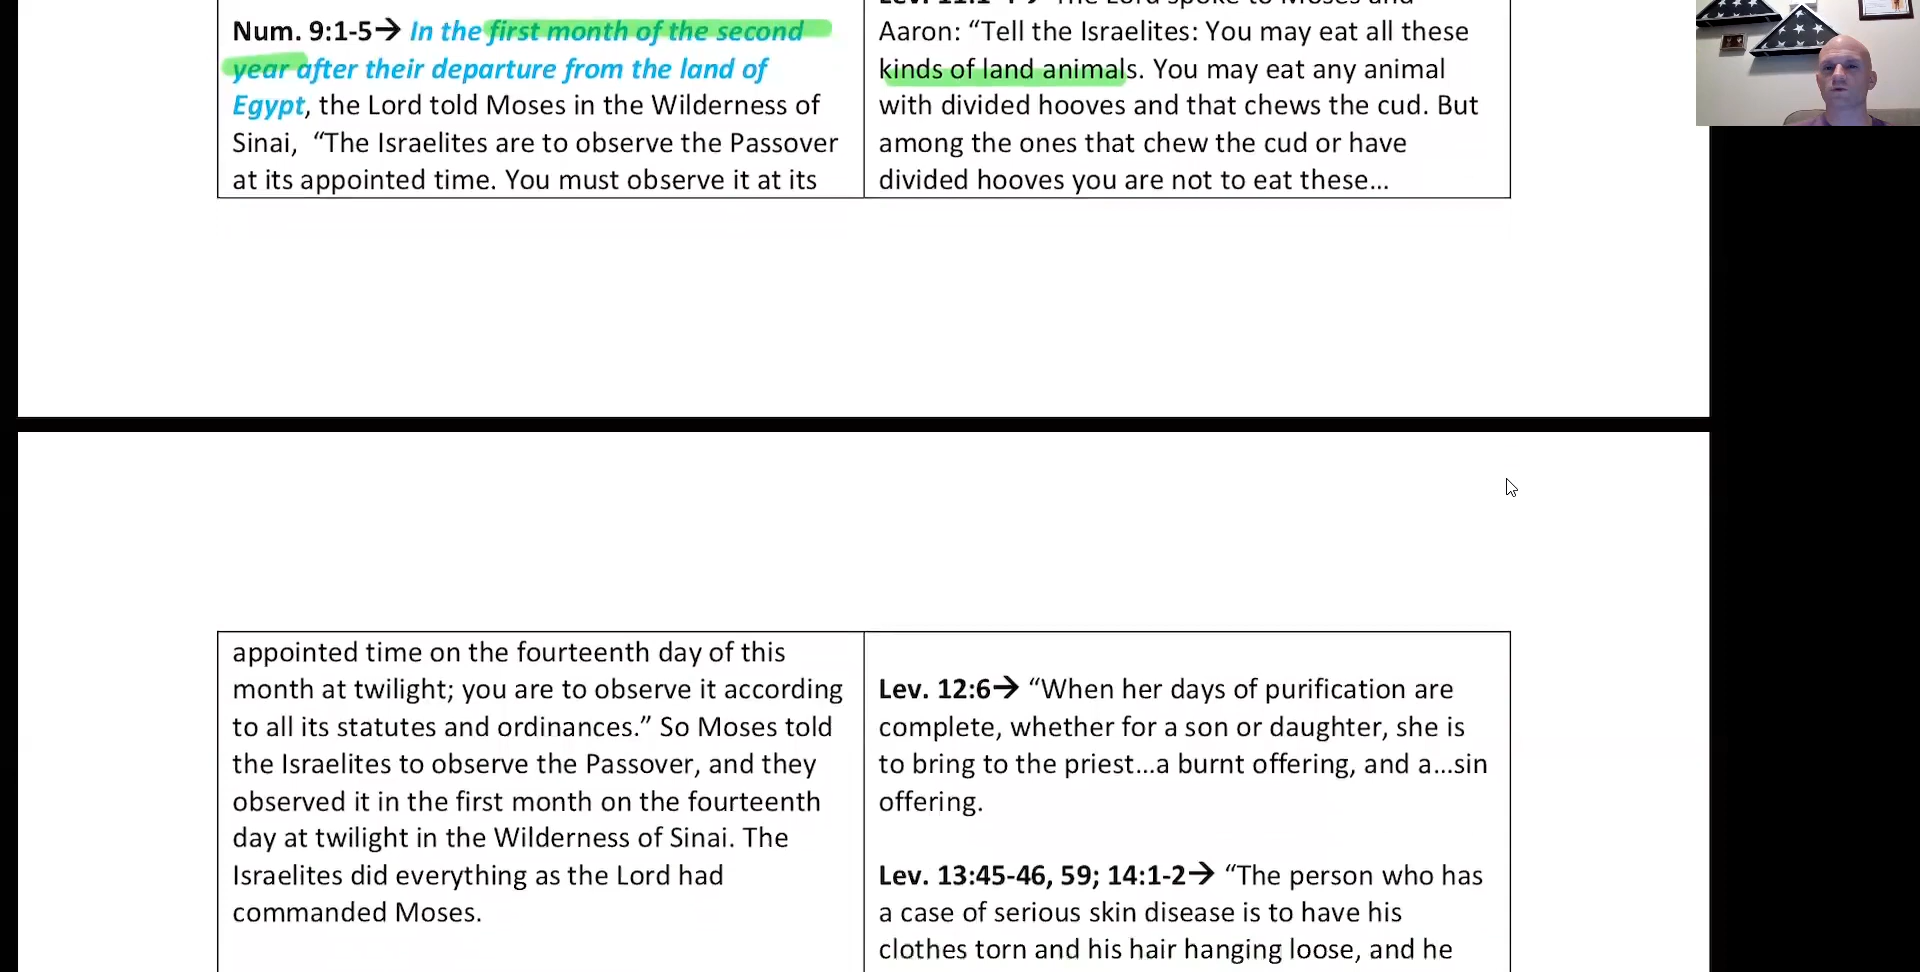 Num. 9:1-5→ In the first month of the second
year after their departure from the land of
Egypt, the Lord told Moses in the Wilderness of
Sinai,  “The Israelites are to observe the Passover
at its appointed time. You must observe it at its
Aaron: “Tell the Israelites: You may eat all these
kinds of land animals. You may eat any animal
with divided hooves and that chews the cud. But
among the ones that chew the cud or have
divided hooves you are not to eat these...
appointed time on the fourteenth day of this
month at twilight; you are to observe it according
to all its statutes and ordinances.” So Moses told
the Israelites to observe the Passover, and they
observed it in the first month on the fourteenth
day at twilight in the Wilderness of Sinai. The
Israelites did everything as the Lord had
commanded Moses.
Lev. 12:6→ “When her days of purification are
complete, whether for a son or daughter, she is
to bring to the priest...a burnt offering, and a...sin
offering.
Lev. 13:45-46, 59; 14:1-2→ “The person who has
a case of serious skin disease is to have his
clothes torn and his hair hanging loose, and he